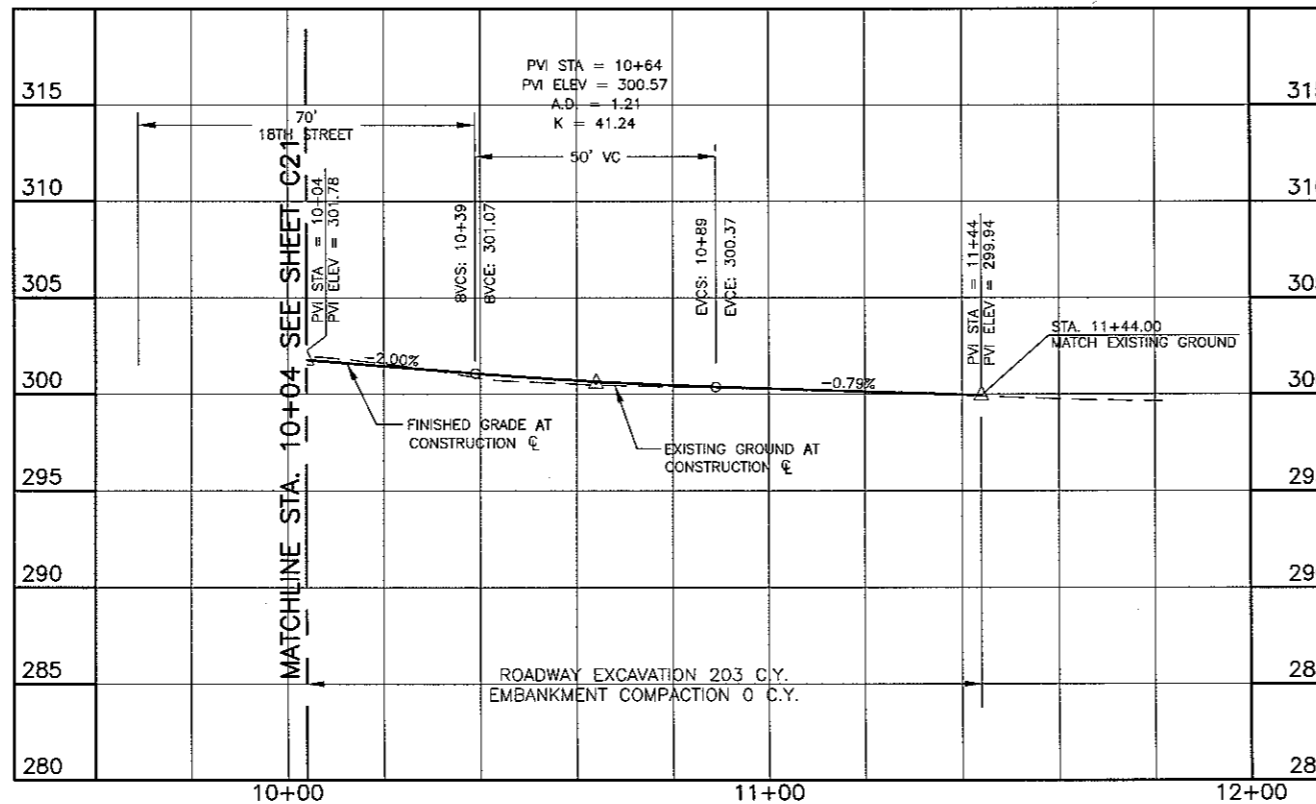 PVI STA = 10+64
PVI ELEV = 300.57
A.D. = 1.21
K = 41.24
315
70'
18TH STREET
50' VC
310
MATCHLINE STA. 10+04 SEE SHEET C21
PVI STA = 10+04
PVI ELEV = 301.78
BVCS: 10+39
BVCE: 301.07
EVCS: 10+89
EVCE: 300.37
PVI STA = 11+44
PVI ELEV = 299.94
305
STA. 11+44.00
MATCH EXISTING GROUND
-2.00%
-0.79%
300
FINISHED GRADE AT
CONSTRUCTION ℄
EXISTING GROUND AT
CONSTRUCTION ℄
295
290
285
ROADWAY EXCAVATION 203 C.Y.
EMBANKMENT COMPACTION 0 C.Y.
280
10+00
11+00
12+00